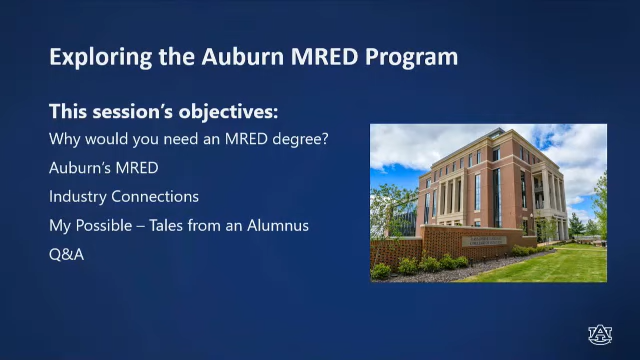 Exploring the Auburn MRED Program
This session's objectives:
Why would you need an MRED degree?
Auburn's MRED
Industry Connections
My Possible – Tales from an Alumnus
Q&A